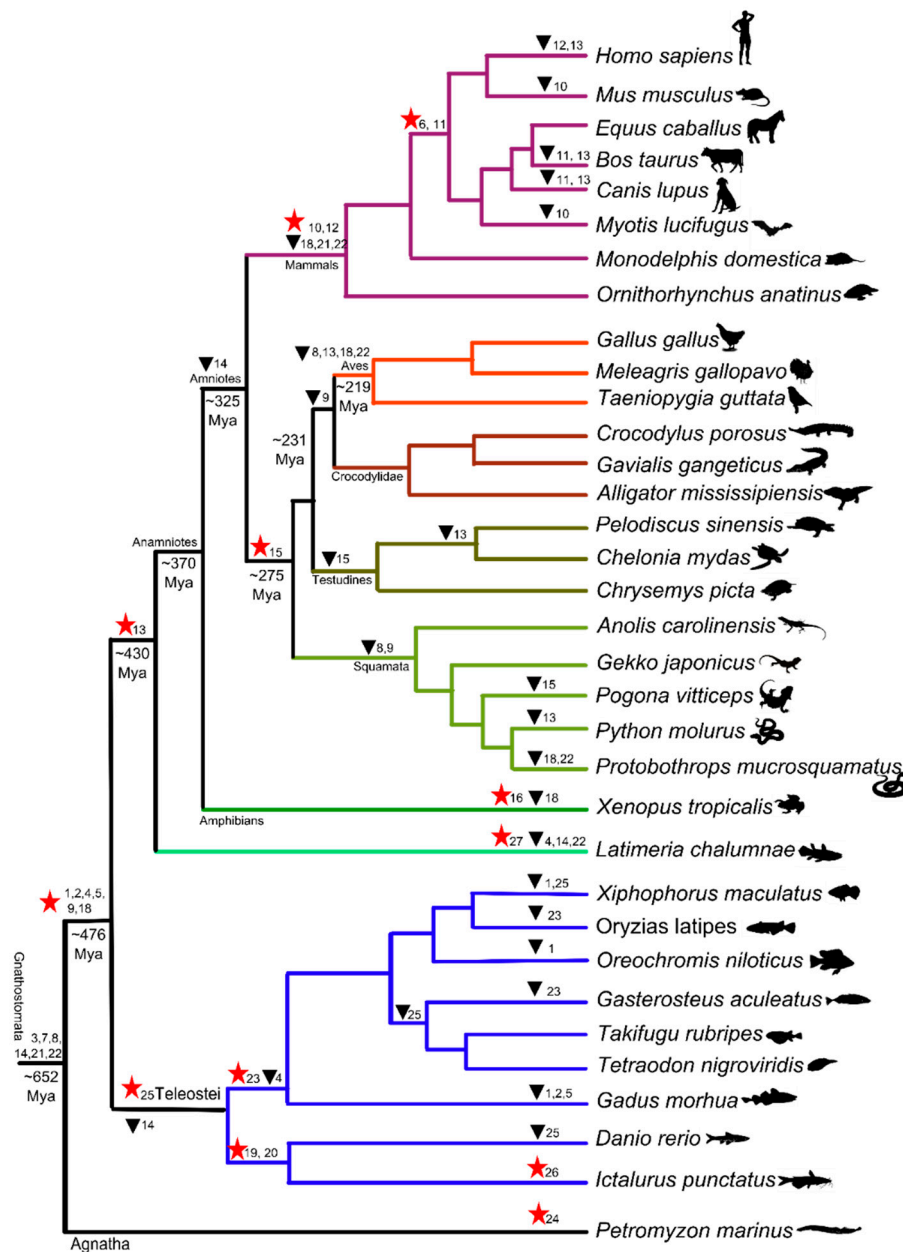 12,13
Homo sapiens
10
Mus musculus
6, 11
Equus caballus
11, 13
Bos taurus
11, 13
Canis lupus
10
Myotis lucifugus
10,12
18,21,22
Mammals
Monodelphis domestica
Ornithorhynchus anatinus
Gallus gallus
8,13,18,22
Aves
Meleagris gallopavo
14
Amniotes
~325
Mya
9
~219
Mya
Taeniopygia guttata
~231
Mya
Crocodylus porosus
Gavialis gangeticus
Crocodylidae
Alligator mississipiensis
13
Pelodiscus sinensis
15
~275
Mya
15
Testudines
Chelonia mydas
Chrysemys picta
Anamniotes
~370
Mya
13
~430
Mya
Anolis carolinensis
8,9
Squamata
Gekko japonicus
15
Pogona vitticeps
13
Python molurus
18,22
Protobothrops mucrosquamatus
16
18
Xenopus tropicalis
Amphibians
27
4,14,22
Latimeria chalumnae
1,2,4,5,
9,18
~476
Mya
1,25
Xiphophorus maculatus
23
Oryzias latipes
1
Oreochromis niloticus
Gnathostomata
23
Gasterosteus aculeatus
25
Takifugu rubripes
3,7,8,
14,21,22
~652
Mya
Tetraodon nigroviridis
25
Teleostei
14
23
4
1,2,5
Gadus morhua
25
Danio rerio
19, 20
26
Ictalurus punctatus
24
Petromyzon marinus
Agnatha